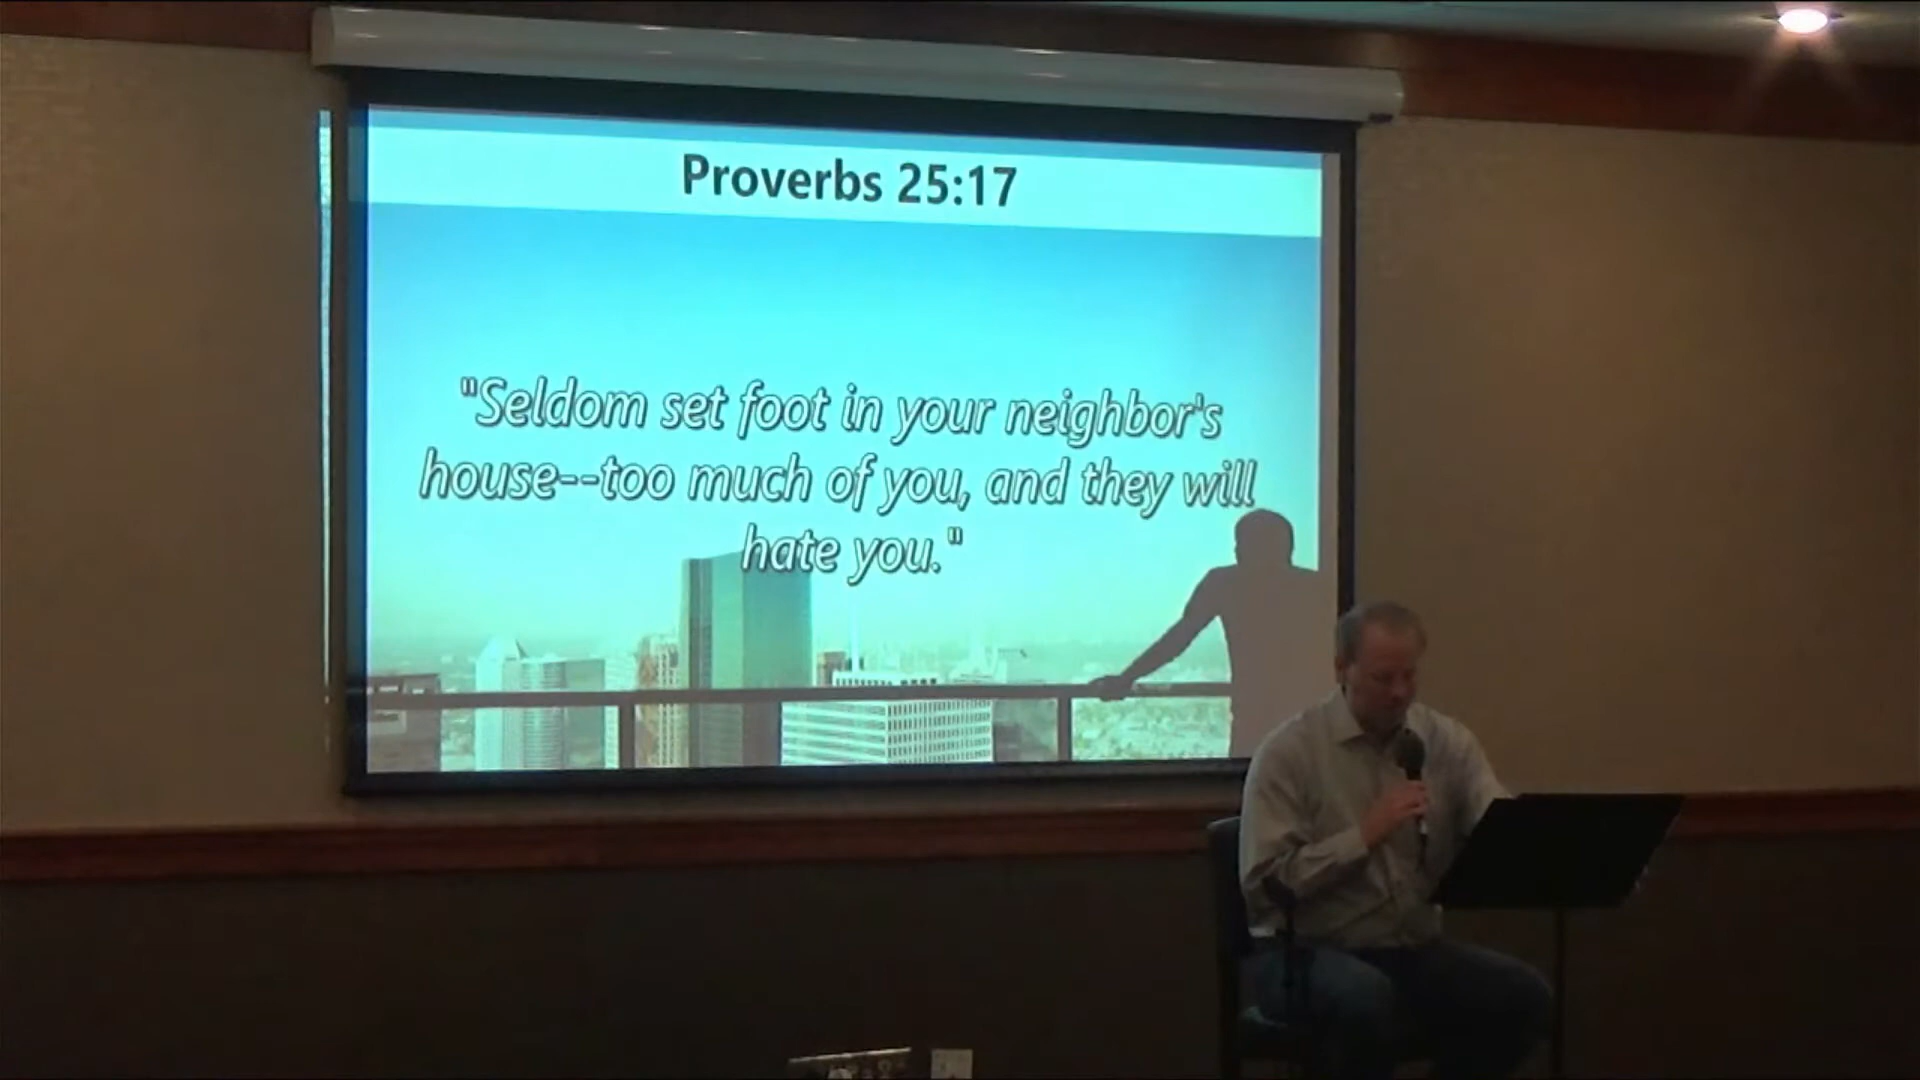 Proverbs 25:17
"Seldom set foot in your neighbor's
house--too much of you, and they will
hate you."